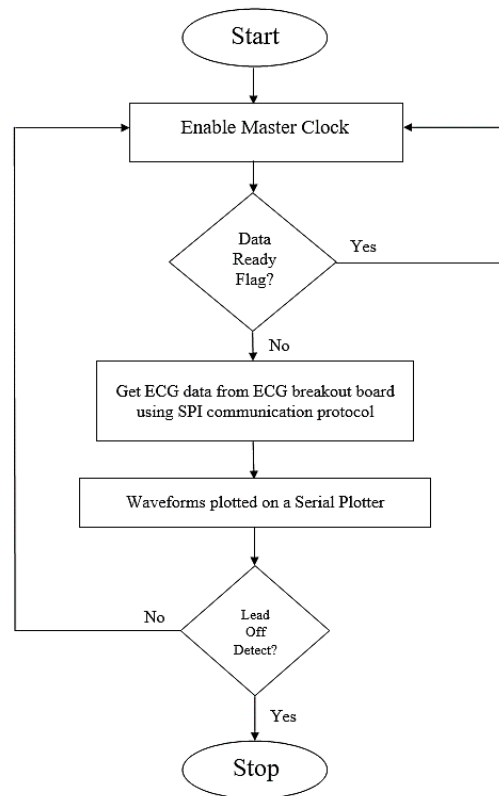 Start
Enable Master Clock
Data
Ready
Flag?
Yes
No
Get ECG data from ECG breakout board
using SPI communication protocol
Waveforms plotted on a Serial Plotter
No
Lead
Off
Detect?
Yes
Stop